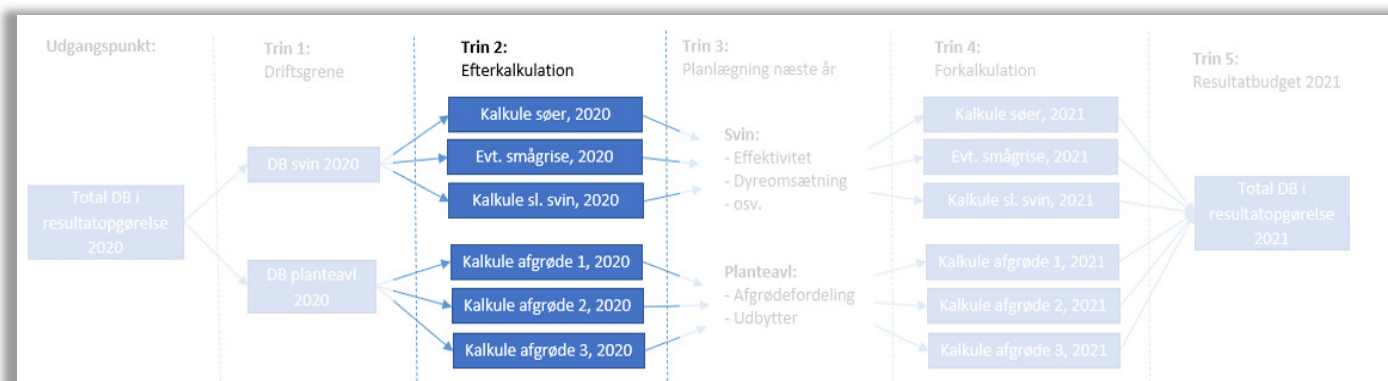 Udgangspunkt:
Trin 1:
Driftsgrene
Trin 2:
Efterkalkulation
Trin 3:
Planlægning næste år
Trin 4:
Forkalkulation
Trin 5:
Resultatbudget 2021
Total DB i
resultatopgørelse
2020
DB svin 2020
DB planteavl
2020
Kalkule søer, 2020
Evt. smågrise, 2020
Kalkule sl. svin, 2020
Kalkule afgrøde 1, 2020
Kalkule afgrøde 2, 2020
Kalkule afgrøde 3, 2020
Svin:
- Effektivitet
- Dyreomsætning
- osv.
Planteavl:
- Afgrødefordeling
- Udbytter
Kalkule søer, 2021
Evt. smågrise, 2021
Kalkule sl. svin, 2021
Kalkule afgrøde 1, 2021
Kalkule afgrøde 2, 2021
Kalkule afgrøde 3, 2021
Total DB i
resultatopgørelse
2021